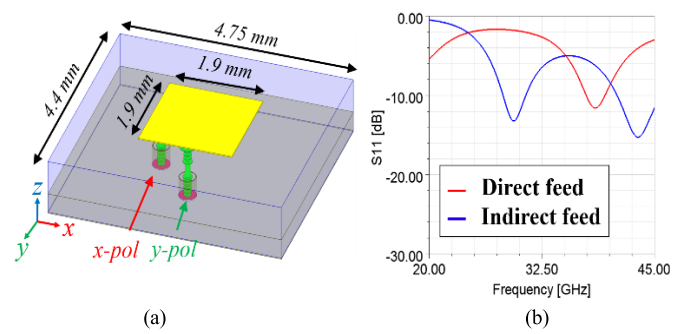 4.75 mm
1.9 mm
4.4 mm
1.9 mm
z
x
y
x-pol
y-pol
(a)
0.00
-10.00
-20.00
-30.00
S11 [dB]
Direct feed
Indirect feed
20.00
32.50
45.00
Frequency [GHz]
(b)